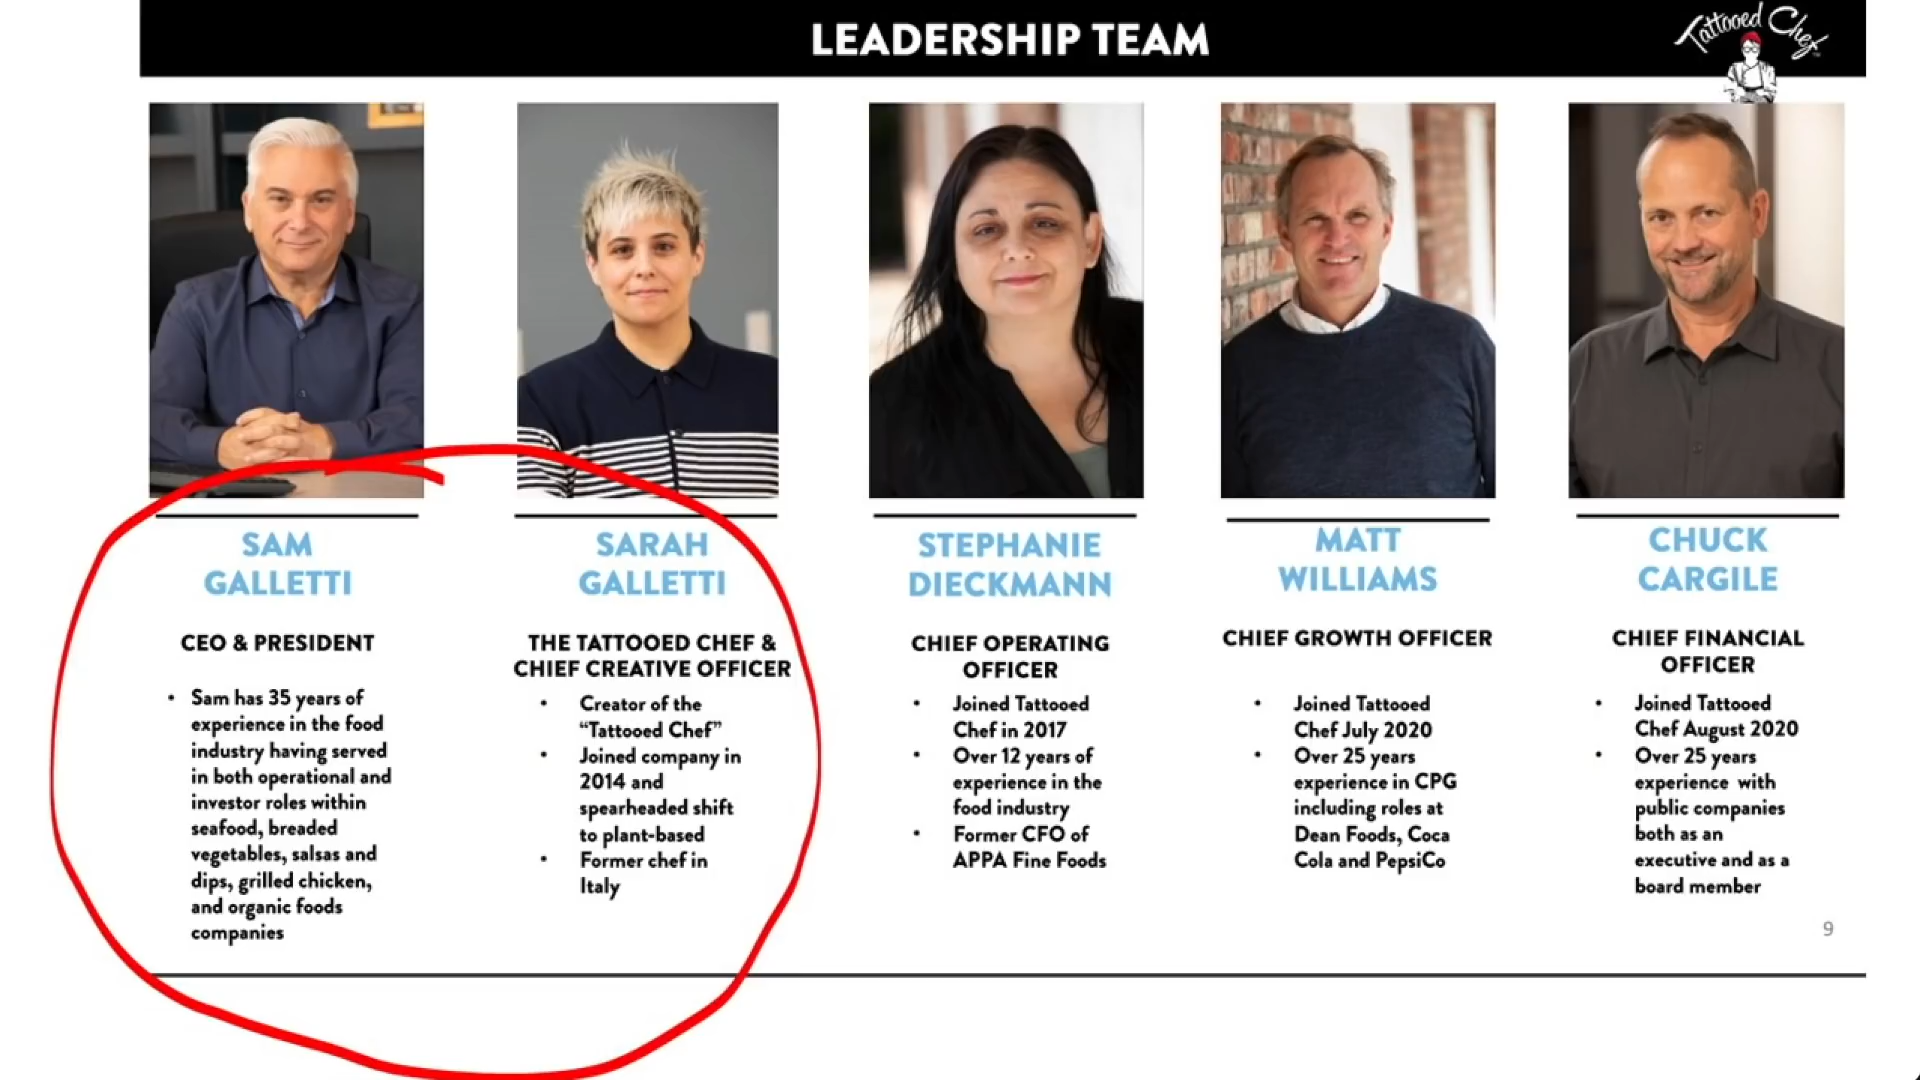 LEADERSHIP TEAM
Tattooed Chef
SAM
GALLETTI
CEO & PRESIDENT
• Sam has 35 years of
experience in the food
industry having served
in both operational and
investor roles within
seafood, breaded
vegetables, salsas and
dips, grilled chicken,
and organic foods
companies
SARAH
GALLETTI
THE TATTOOED CHEF &
CHIEF CREATIVE OFFICER
• Creator of the
“Tattooed Chef”
• Joined company in
2014 and
spearheaded shift
to plant-based
• Former chef in
Italy
STEPHANIE
DIECKMANN
CHIEF OPERATING
OFFICER
• Joined Tattooed
Chef in 2017
• Over 12 years of
experience in the
food industry
• Former CFO of
APPA Fine Foods
MATT
WILLIAMS
CHIEF GROWTH OFFICER
• Joined Tattooed
Chef July 2020
• Over 25 years
experience in CPG
including roles at
Dean Foods, Coca
Cola and PepsiCo
CHUCK
CARGILE
CHIEF FINANCIAL
OFFICER
• Joined Tattooed
Chef August 2020
• Over 25 years
experience with
public companies
both as an
executive and as a
board member
9